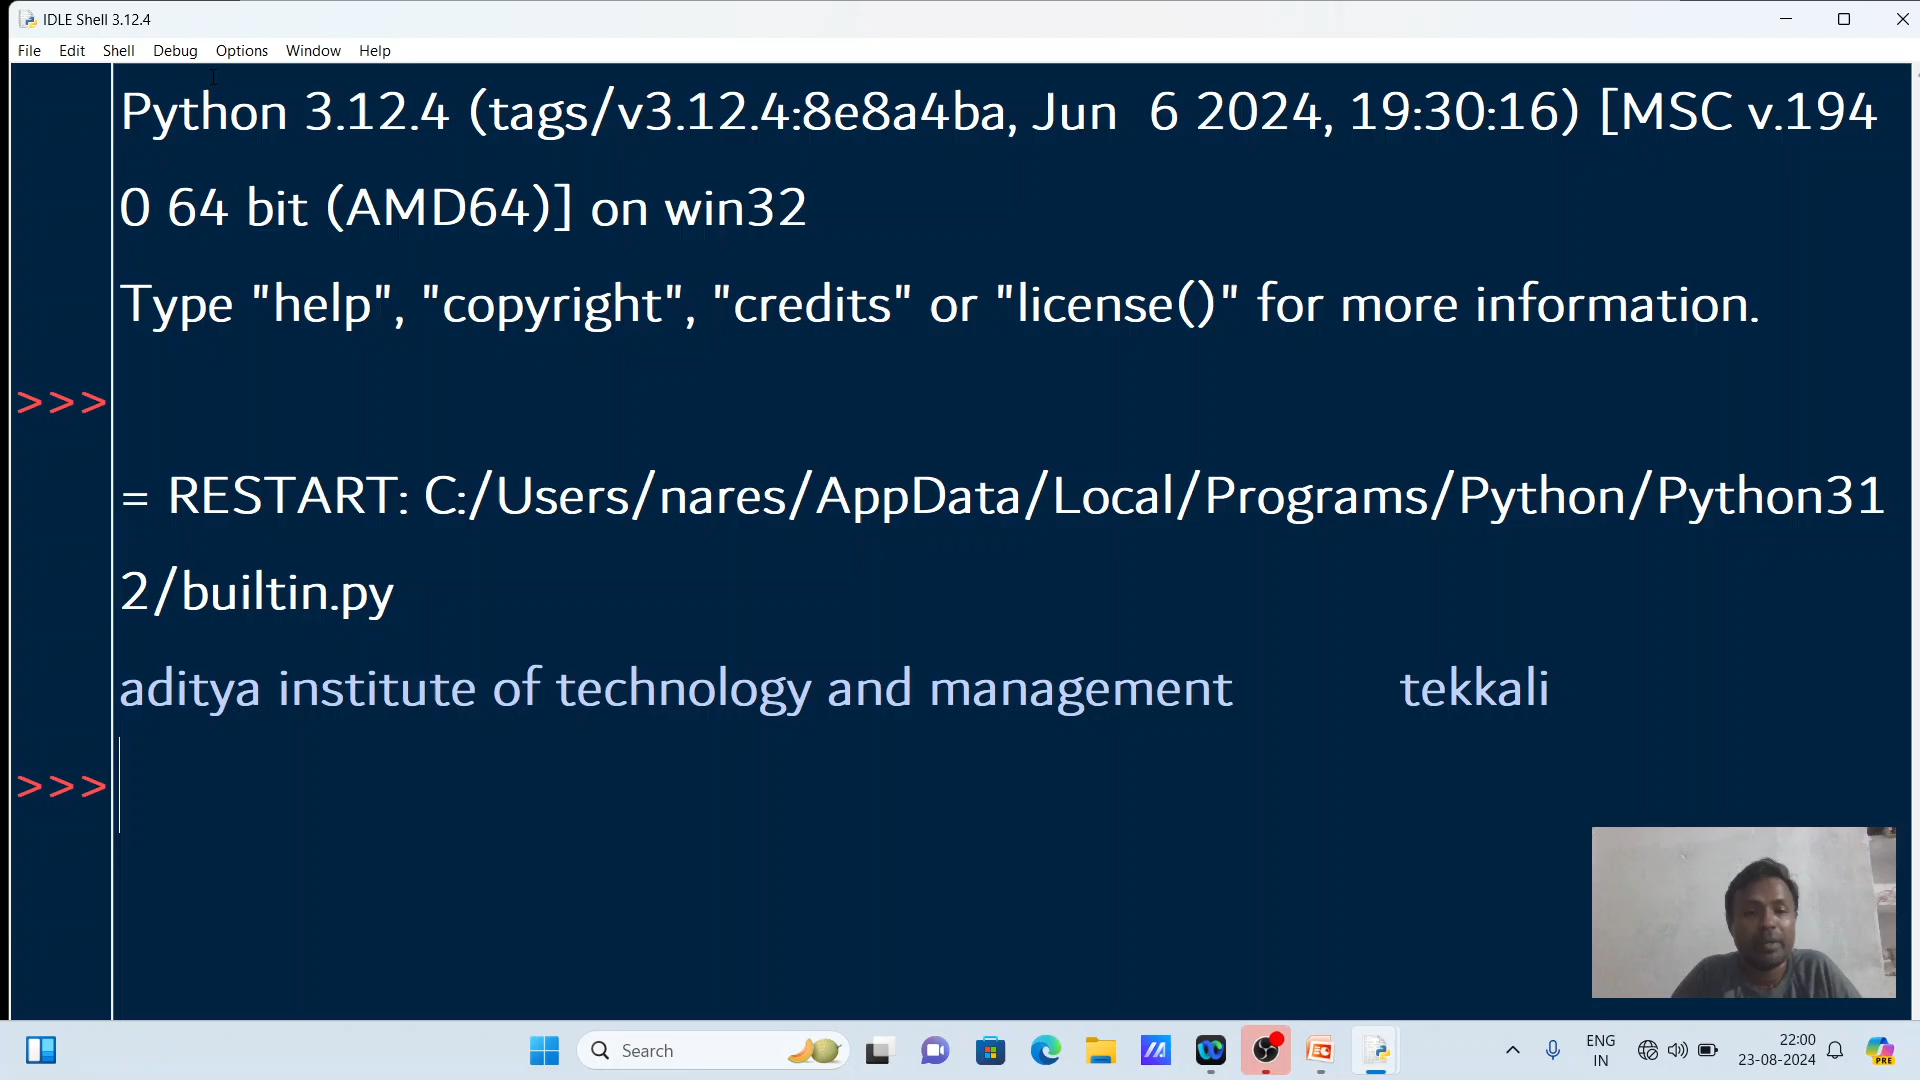 IDLE Shell 3.12.4
File Edit Shell Debug Options Window Help
Python 3.12.4 (tags/v3.12.4:8e8a4ba, Jun  6 2024, 19:30:16) [MSC v.194
0 64 bit (AMD64)] on win32
Type "help", "copyright", "credits" or "license()" for more information.
>>>
= RESTART: C:/Users/nares/AppData/Local/Programs/Python/Python31
2/builtin.py
aditya institute of technology and management          tekkali
>>>
Search
ENG
IN
22:00
23-08-2024
PRE